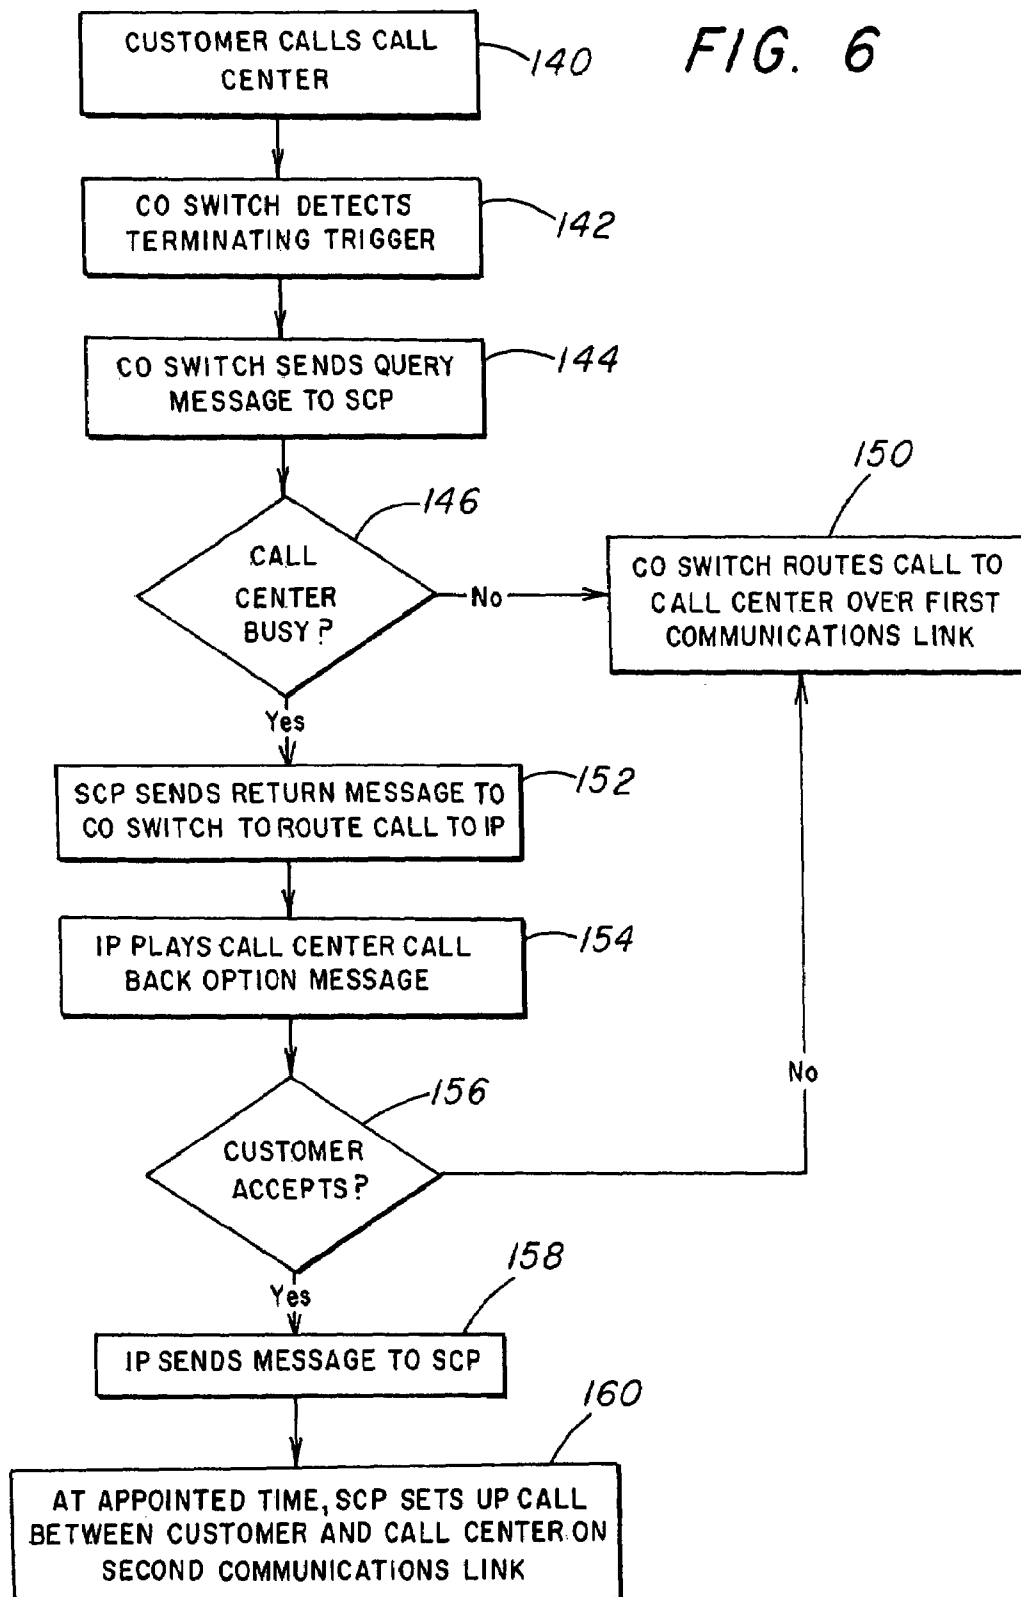 FIG. 6
CUSTOMER CALLS CALL
CENTER
140
CO SWITCH DETECTS
TERMINATING TRIGGER
142
CO SWITCH SENDS QUERY
MESSAGE TO SCP
144
CALL
CENTER
BUSY?
146
No
150
CO SWITCH ROUTES CALL TO
CALL CENTER OVER FIRST
COMMUNICATIONS LINK
Yes
SCP SENDS RETURN MESSAGE TO
CO SWITCH TO ROUTE CALL TO IP
152
IP PLAYS CALL CENTER CALL
BACK OPTION MESSAGE
154
CUSTOMER
ACCEPTS?
156
No
Yes
158
IP SENDS MESSAGE TO SCP
160
AT APPOINTED TIME, SCP SETS UP CALL
BETWEEN CUSTOMER AND CALL CENTER ON
SECOND COMMUNICATIONS LINK